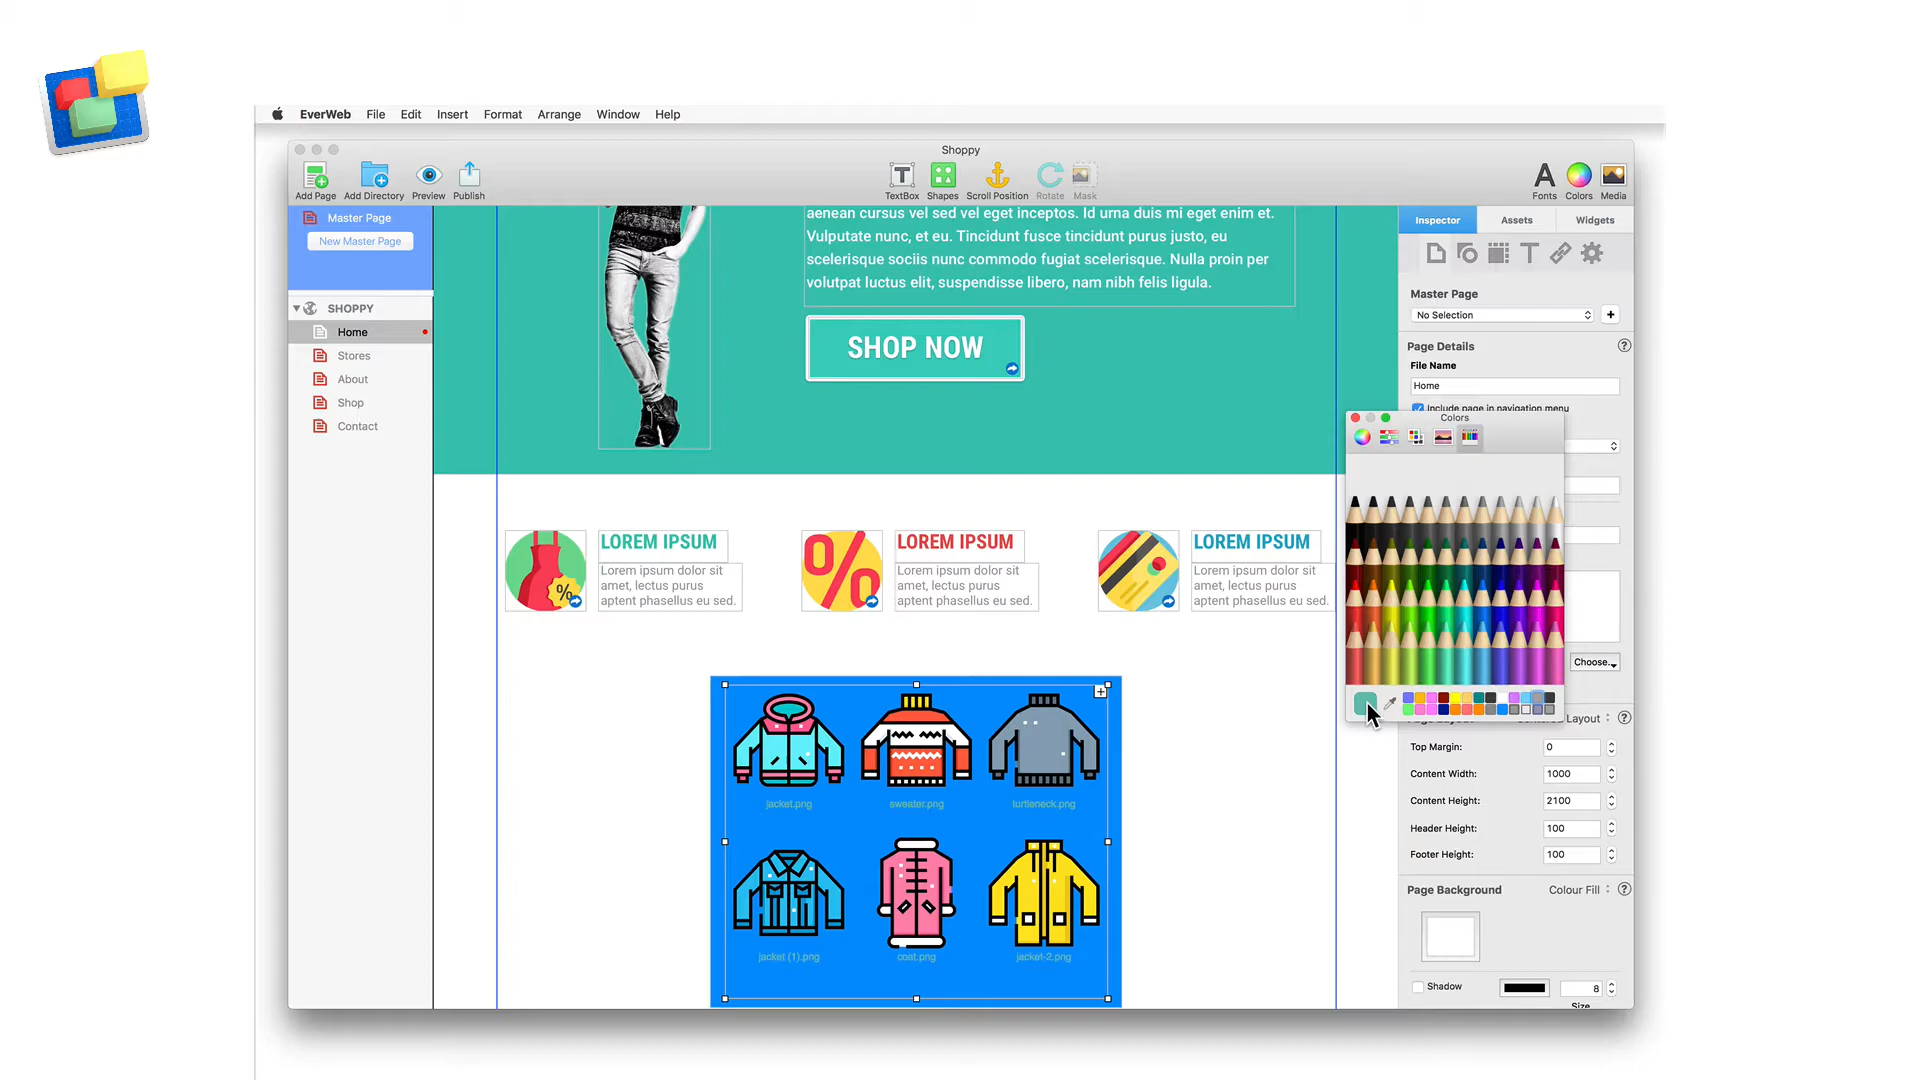 EverWeb File Edit Insert Format Arrange Window Help
Shoppy
Add Page Add Directory Preview Publish TextBox Shapes Scroll Position Rotate Mask Fonts Colors Media
Master Page
New Master Page
SHOPPY
Home
Stores
About
Shop
Contact
aenean cursus vel sed vel eget inceptos. Id urna duis mi eget enim et.
Vulputate nunc, et eu. Tincidunt fusce tincidunt purus justo, eu
scelerisque sociis nunc commodo fugiat scelerisque. Nulla proin per
volutpat luctus elit, suspendisse libero, nam nibh felis ligula.
SHOP NOW
%
LOREM IPSUM
Lorem ipsum dolor sit
amet, lectus purus
aptent phasellus eu sed.
%
LOREM IPSUM
Lorem ipsum dolor sit
amet, lectus purus
aptent phasellus eu sed.
LOREM IPSUM
Lorem ipsum dolor sit
amet, lectus purus
aptent phasellus eu sed.
jacket.png sweater.png turtleneck.png
jacket (1).png coat.png jacket-2.png
Inspector Assets Widgets
Master Page
No Selection
Page Details
File Name
Home
Include page in navigation menu
Colors
Choose..
Layout
Top Margin: 0
Content Width: 1000
Content Height: 2100
Header Height: 100
Footer Height: 100
Page Background Colour Fill
Shadow 8
Size